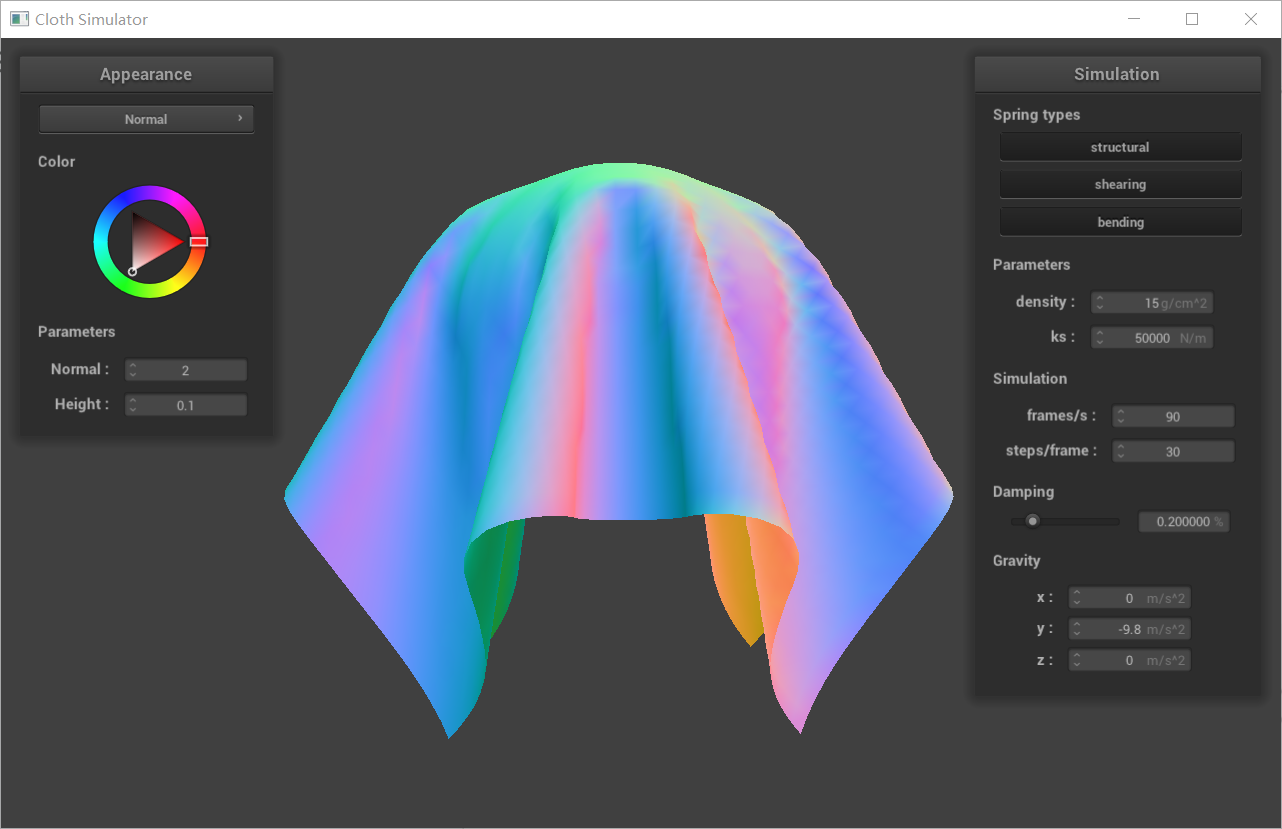 Cloth Simulator
Appearance
Normal
Color
Parameters
Normal : 2
Height : 0.1
Simulation
Spring types
structural
shearing
bending
Parameters
density : 15 g/cm^2
ks : 50000 N/m
Simulation
frames/s : 90
steps/frame : 30
Damping
0.200000 %
Gravity
x : 0 m/s^2
y : -9.8 m/s^2
z : 0 m/s^2